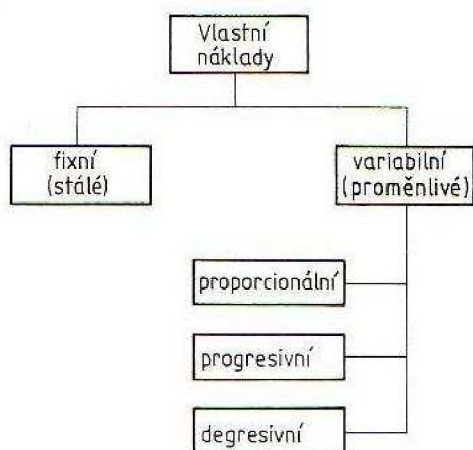 Vlastní
náklady
fixní
(stálé)
variabilní
(proměnlivé)
proporcionální
progresivní
degresivní